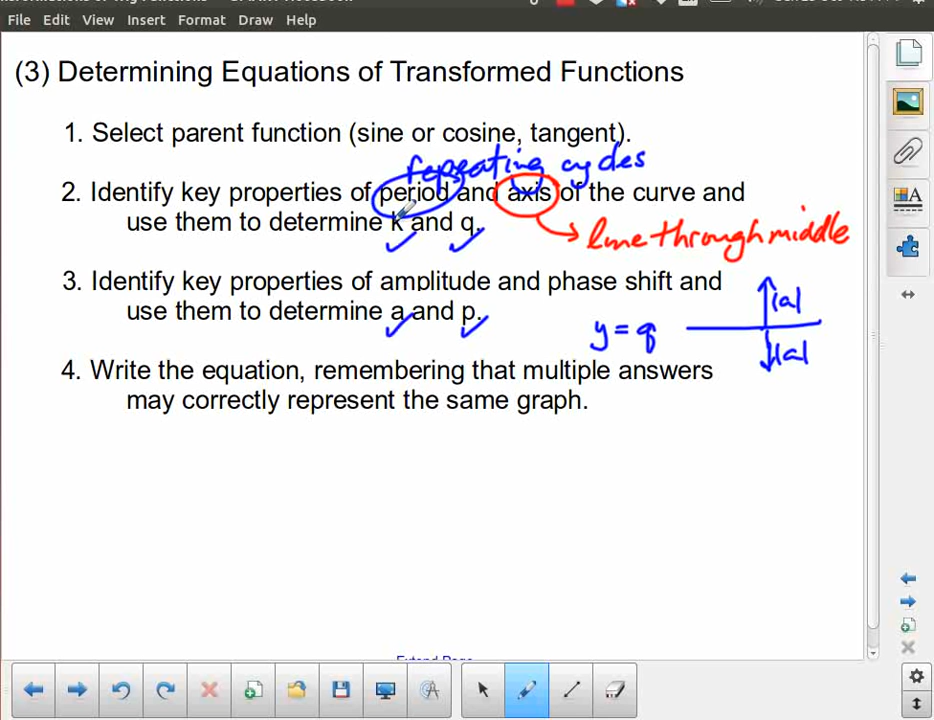 File Edit View Insert Format Draw Help
(3) Determining Equations of Transformed Functions
1. Select parent function (sine or cosine, tangent).
repeating cycles
2. Identify key properties of period and axis of the curve and
use them to determine k and q.
line through middle
3. Identify key properties of amplitude and phase shift and
use them to determine a and p.
|a|
y = q
|a|
4. Write the equation, remembering that multiple answers
may correctly represent the same graph.
Extend Page